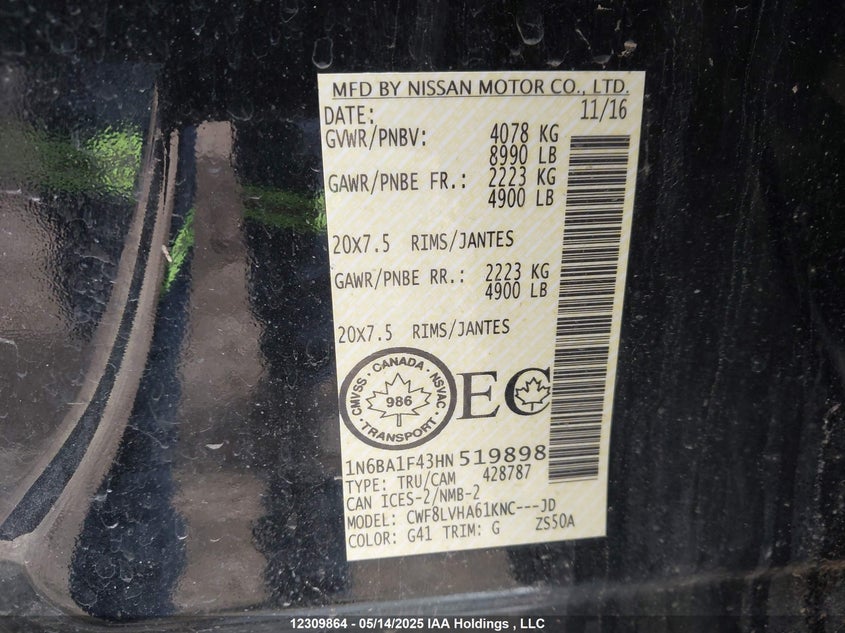 MFD BY NISSAN MOTOR CO., LTD.
DATE: 11/16
GVWR/PNBV: 4078 KG
8990 LB
GAWR/PNBE FR.: 2223 KG
4900 LB
20X7.5 RIMS/JANTES
GAWR/PNBE RR.: 2223 KG
4900 LB
20X7.5 RIMS/JANTES
CMVSS · CANADA · NSVAC · TRANSPORT ·
986
EC
1N6BA1F43HN 519898
TYPE: TRU/CAM 428787
CAN ICES-2/NMB-2
MODEL: CWF8LVHA61KNC---JD
COLOR: G41 TRIM: G ZS50A
12309864 - 05/14/2025 IAA Holdings , LLC